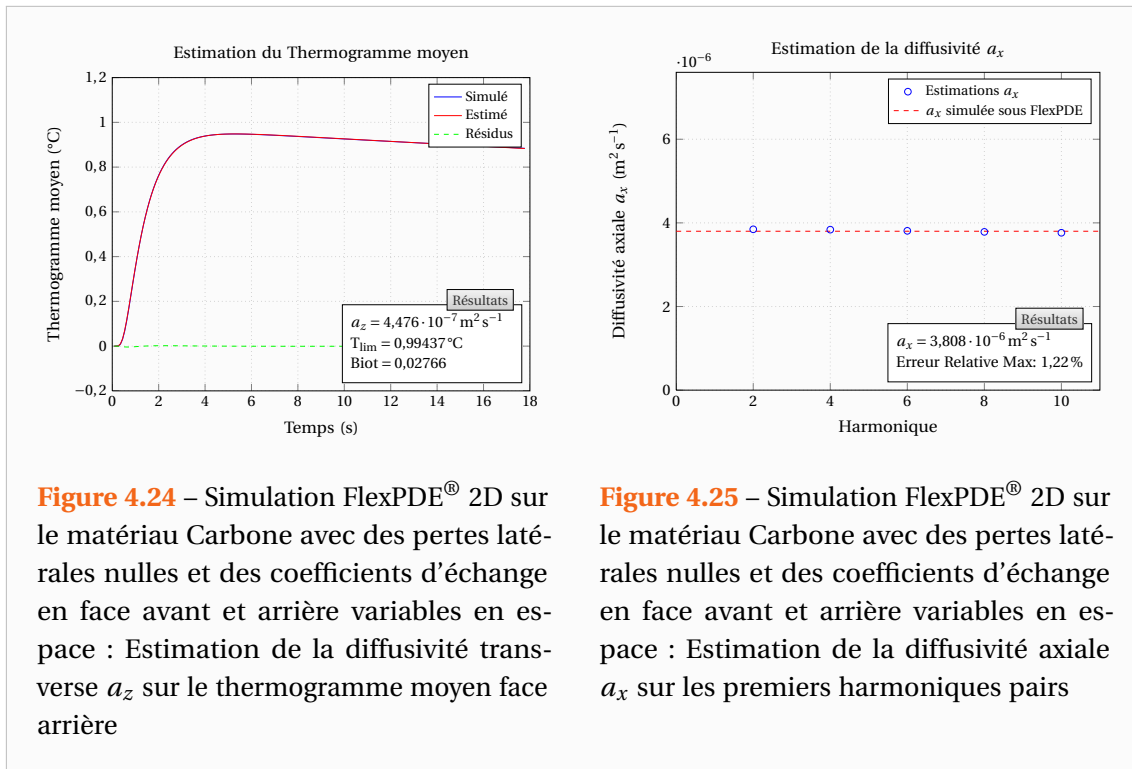 Estimation du Thermogramme moyen
1,2
1
0,8
0,6
0,4
0,2
0
−0,2
Thermogramme moyen (°C)
Simulé
Estimé
Résidus
Résultats
a_z = 4,476·10⁻⁷ m² s⁻¹
T_lim = 0,99437 °C
Biot = 0,02766
0 2 4 6 8 10 12 14 16 18
Temps (s)
Estimation de la diffusivité a_x
·10⁻⁶
6
4
2
0
Diffusivité axiale a_x (m² s⁻¹)
Estimations a_x
a_x simulée sous FlexPDE
Résultats
a_x = 3,808·10⁻⁶ m² s⁻¹
Erreur Relative Max: 1,22 %
0 2 4 6 8 10
Harmonique
Figure 4.24 – Simulation FlexPDE® 2D sur
le matériau Carbone avec des pertes laté-
rales nulles et des coefficients d'échange
en face avant et arrière variables en es-
pace : Estimation de la diffusivité trans-
verse a_z sur le thermogramme moyen face
arrière
Figure 4.25 – Simulation FlexPDE® 2D sur
le matériau Carbone avec des pertes laté-
rales nulles et des coefficients d'échange
en face avant et arrière variables en es-
pace : Estimation de la diffusivité axiale
a_x sur les premiers harmoniques pairs